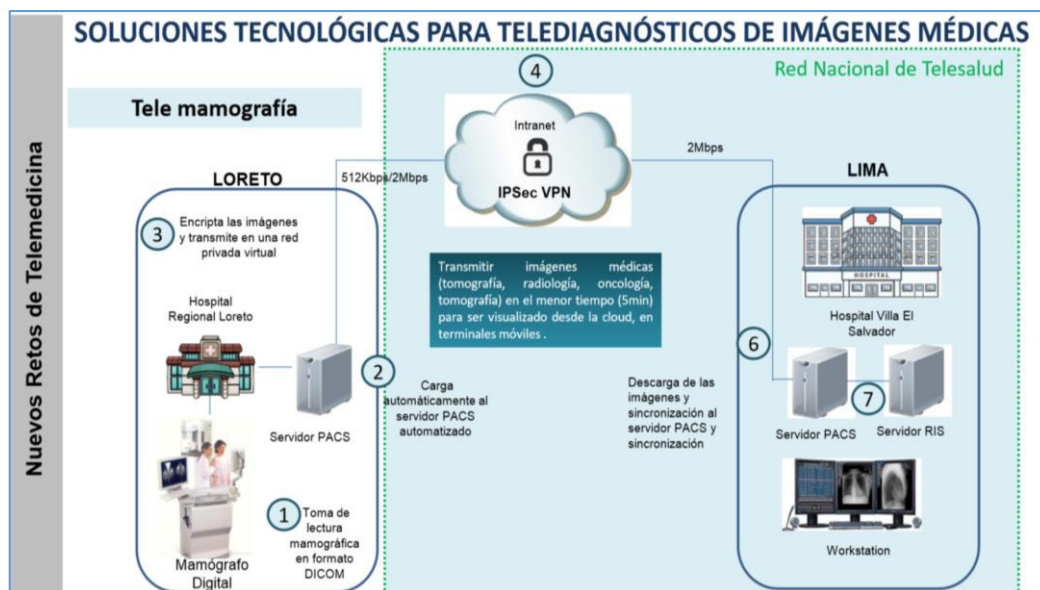 SOLUCIONES TECNOLÓGICAS PARA TELEDIAGNÓSTICOS DE IMÁGENES MÉDICAS
Nuevos Retos de Telemedicina
4
Red Nacional de Telesalud
Tele mamografía
Intranet
IPSec VPN
512Kbps/2Mbps
2Mbps
LORETO
3
Encripta las imágenes
y transmite en una red
privada virtual
Hospital
Regional Loreto
Servidor PACS
2
Carga
automáticamente al
servidor PACS
automatizado
1
Toma de
lectura
mamográfica
en formato
DICOM
Mamógrafo
Digital
Transmitir imágenes médicas
(tomografía, radiología, oncología,
tomografía) en el menor tiempo (5min)
para ser visualizado desde la cloud, en
terminales móviles .
LIMA
HOSPITAL
Hospital Villa El
Salvador
6
Descarga de las
imágenes y
sincronización al
servidor PACS y
sincronización
7
Servidor PACS
Servidor RIS
Workstation